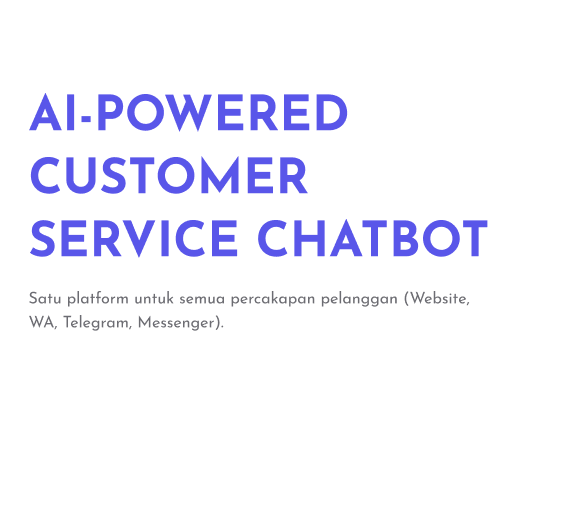 AI-POWERED
CUSTOMER
SERVICE CHATBOT
Satu platform untuk semua percakapan pelanggan (Website,
WA, Telegram, Messenger).